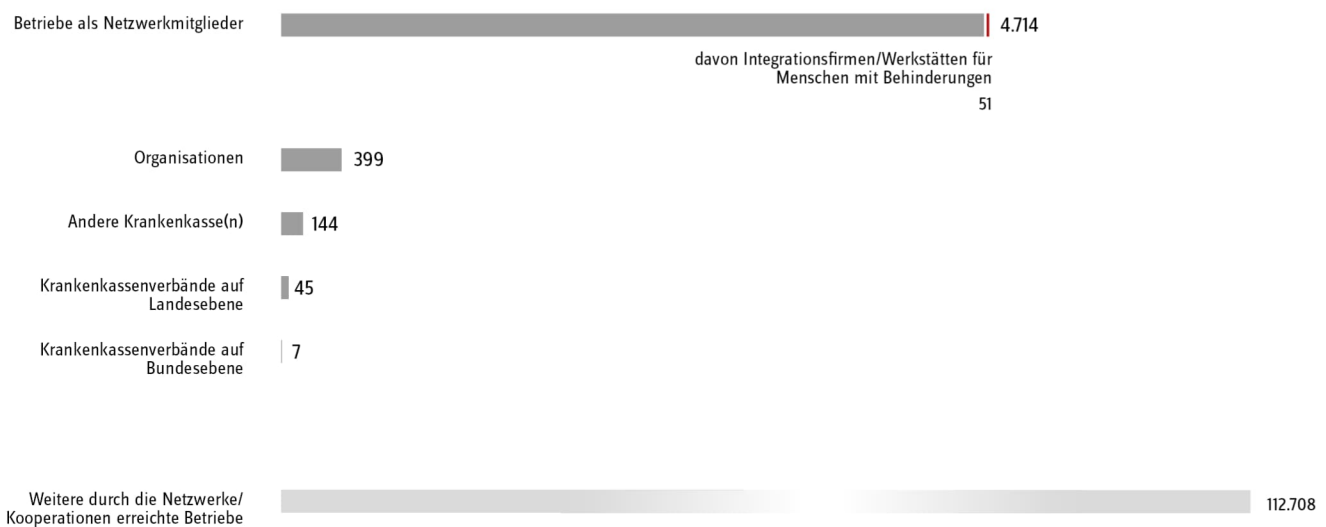 Betriebe als Netzwerkmitglieder
4.714
davon Integrationsfirmen/Werkstätten für
Menschen mit Behinderungen
51
Organisationen
399
Andere Krankenkasse(n)
144
Krankenkassenverbände auf
Landesebene
45
Krankenkassenverbände auf
Bundesebene
7
Weitere durch die Netzwerke/
Kooperationen erreichte Betriebe
112.708